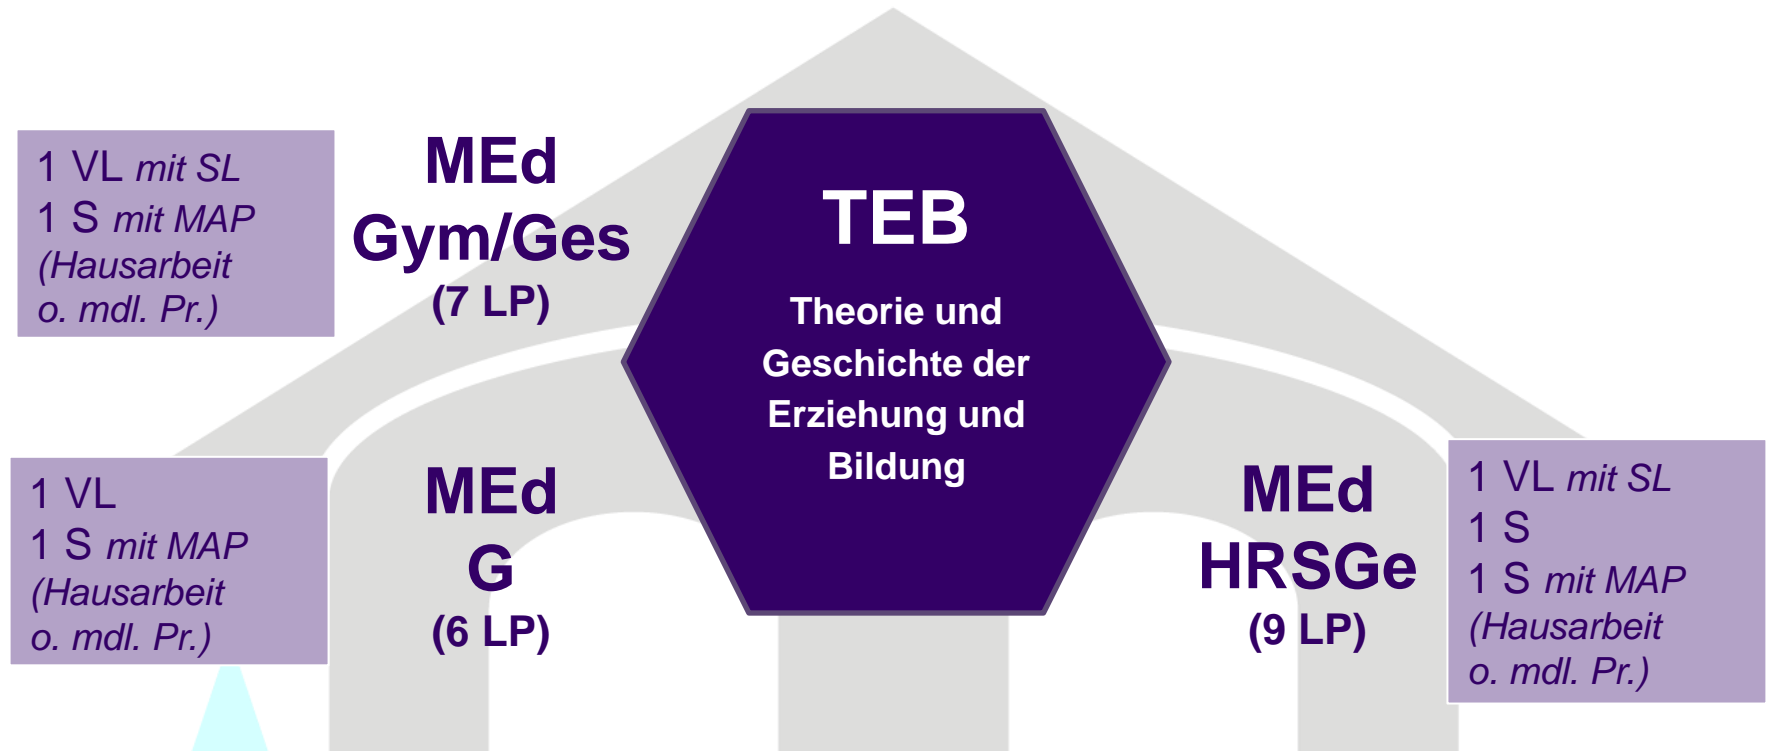 1 VL mit SL
1 S mit MAP
(Hausarbeit
o. mdl. Pr.)
MEd
Gym/Ges
(7 LP)
TEB
Theorie und
Geschichte der
Erziehung und
Bildung
1 VL
1 S mit MAP
(Hausarbeit
o. mdl. Pr.)
MEd
G
(6 LP)
MEd
HRSGe
(9 LP)
1 VL mit SL
1 S
1 S mit MAP
(Hausarbeit
o. mdl. Pr.)